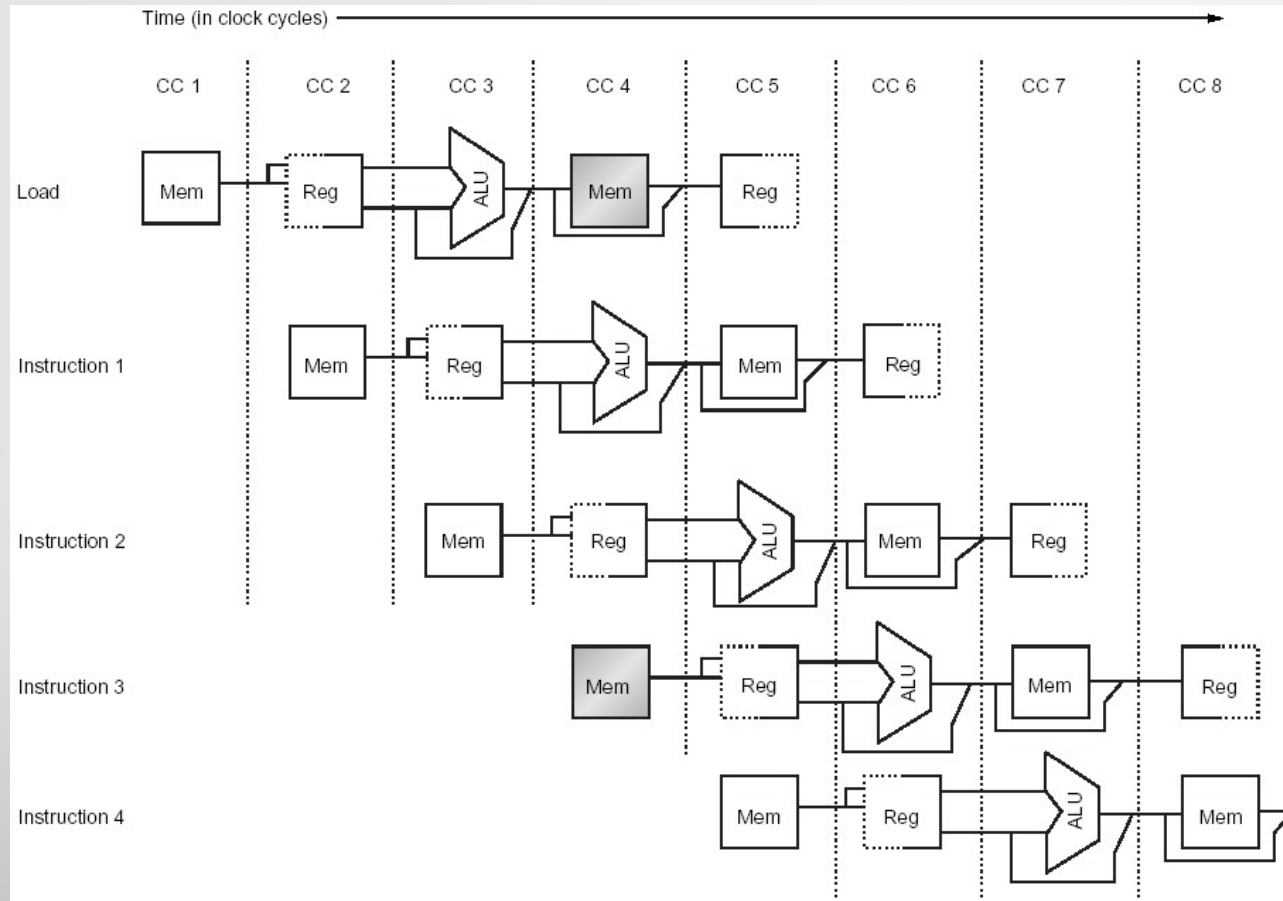 Time (in clock cycles)
CC 1 CC 2 CC 3 CC 4 CC 5 CC 6 CC 7 CC 8
Load Mem Reg ALU Mem Reg
Instruction 1 Mem Reg ALU Mem Reg
Instruction 2 Mem Reg ALU Mem Reg
Instruction 3 Mem Reg ALU Mem Reg
Instruction 4 Mem Reg ALU Mem